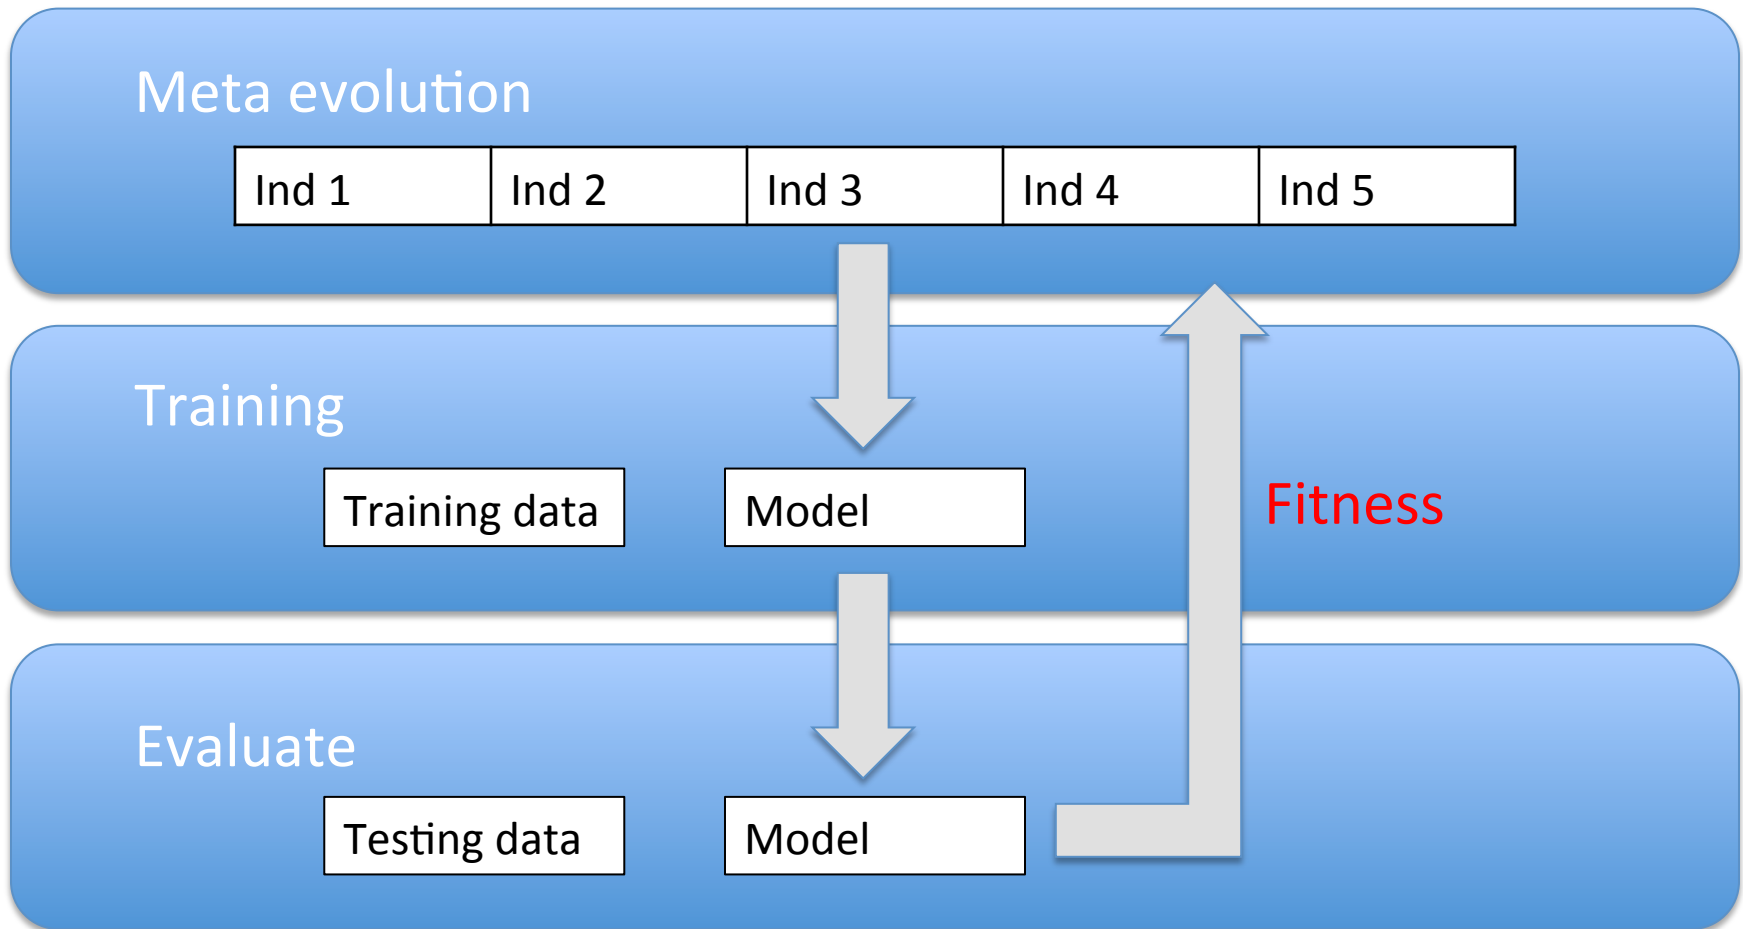 Meta evolution
Ind 1 Ind 2 Ind 3 Ind 4 Ind 5
Training
Training data Model
Fitness
Evaluate
Testing data Model